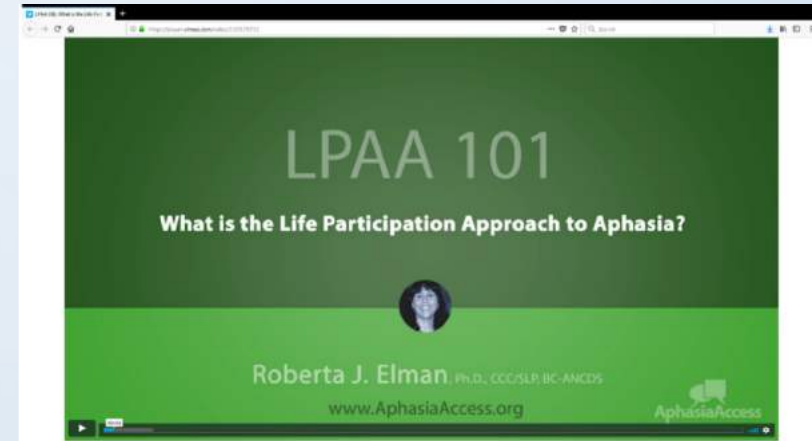 LPAA 101
What is the Life Participation Approach to Aphasia?
Roberta J. Elman, Ph.D., CCC/SLP, BC-ANCDS
www.AphasiaAccess.org
AphasiaAccess